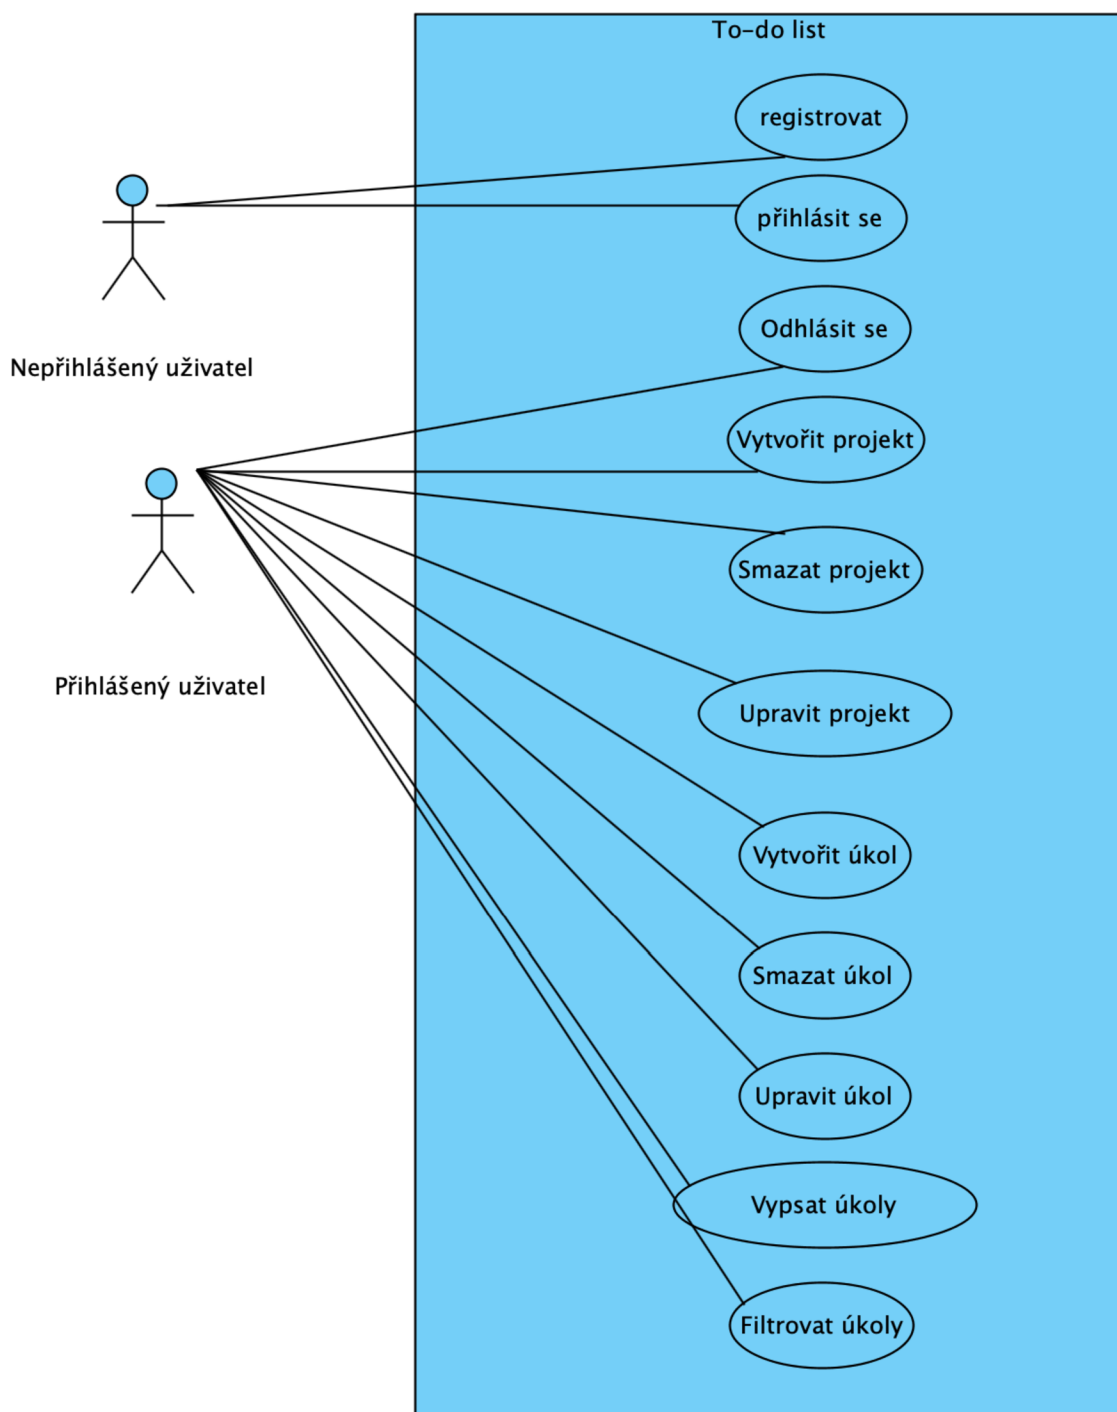 To-do list
registrovat
přihlásit se
Odhlásit se
Nepřihlášený uživatel
Vytvořit projekt
Smazat projekt
Přihlášený uživatel
Upravit projekt
Vytvořit úkol
Smazat úkol
Upravit úkol
Vypsat úkoly
Filtrovat úkoly